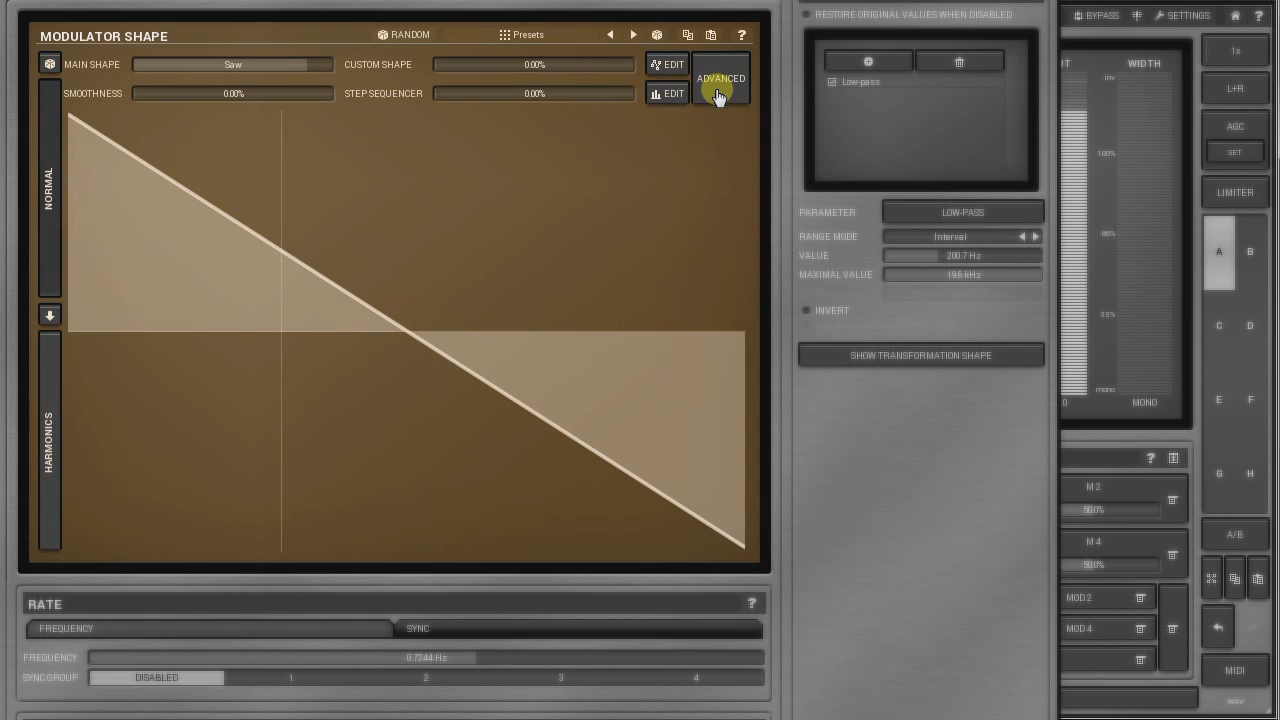 MODULATOR SHAPE
RANDOM
Presets
?
MAIN SHAPE
Saw
CUSTOM SHAPE
0.00%
EDIT
ADVANCED
SMOOTHNESS
0.00%
STEP SEQUENCER
0.00%
EDIT
NORMAL
HARMONICS
RATE
?
FREQUENCY
SYNC
FREQUENCY
0.7244 Hz
SYNC GROUP
DISABLED
1
2
3
4
RESTORE ORIGINAL VALUES WHEN DISABLED
Low-pass
PARAMETER
LOW-PASS
RANGE MODE
Interval
VALUE
200.7 Hz
MAXIMAL VALUE
INVERT
SHOW TRANSFORMATION SHAPE
BYPASS
SETTINGS
?
UT
WIDTH
inv
100%
66%
33%
mono
0
MONO
?
M 2
50.0%
M 4
50.0%
MOD 2
MOD 4
1x
L+R
AGC
SET
LIMITER
A B
C D
E F
G H
A/B
MIDI
WAV